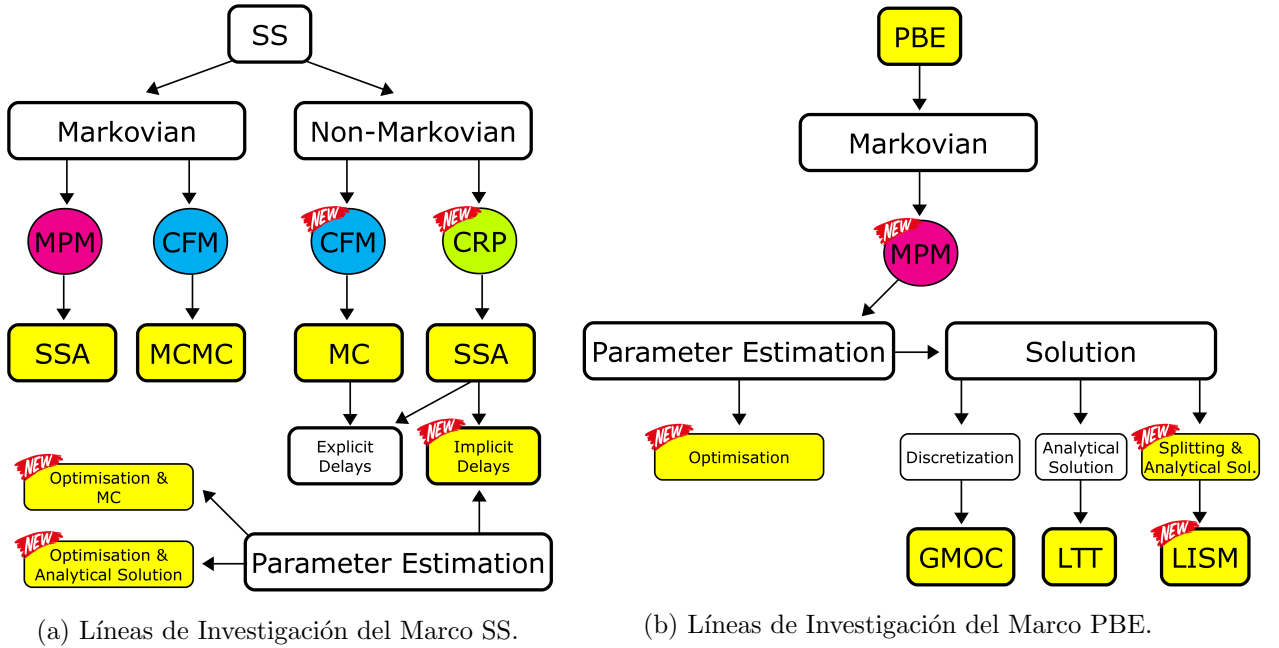 SS
Markovian
Non-Markovian
MPM
CFM
NEW
CFM
NEW
CRP
SSA
MCMC
MC
SSA
Explicit
Delays
NEW
Implicit
Delays
NEW
Optimisation &
MC
NEW
Optimisation &
Analytical Solution
Parameter Estimation
(a) Líneas de Investigación del Marco SS.
PBE
Markovian
NEW
MPM
Parameter Estimation
Solution
NEW
Optimisation
Discretization
Analytical
Solution
NEW
Splitting &
Analytical Sol.
GMOC
LTT
NEW
LISM
(b) Líneas de Investigación del Marco PBE.